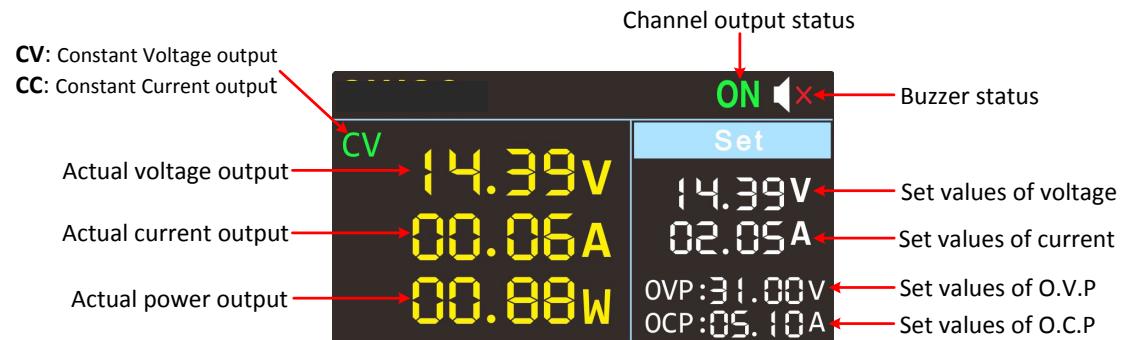 Channel output status
CV: Constant Voltage output
CC: Constant Current output
ON
Buzzer status
CV
Set
Actual voltage output
14.39V
14.39V
Set values of voltage
Actual current output
00.06A
02.05A
Set values of current
Actual power output
00.88W
OVP:31.00V
Set values of O.V.P
OCP:05.10A
Set values of O.C.P